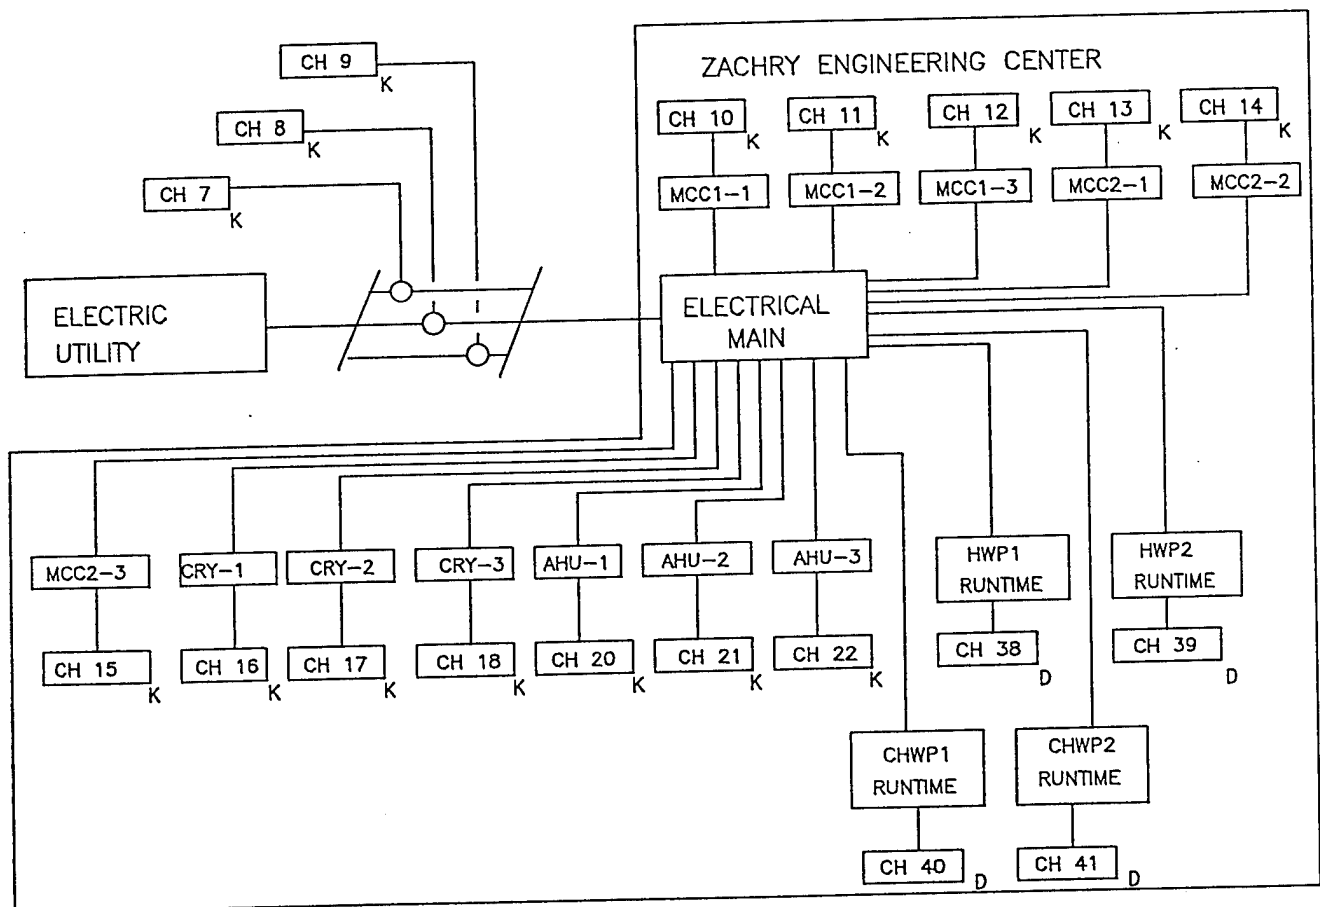 CH 9
K
ZACHRY ENGINEERING CENTER
CH 8
K
CH 7
K
CH 10
K
CH 11
K
CH 12
K
CH 13
K
CH 14
K
MCC1-1
MCC1-2
MCC1-3
MCC2-1
MCC2-2
ELECTRIC
UTILITY
ELECTRICAL
MAIN
MCC2-3
CRY-1
CRY-2
CRY-3
AHU-1
AHU-2
AHU-3
HWP1
RUNTIME
HWP2
RUNTIME
CH 15
K
CH 16
K
CH 17
K
CH 18
K
CH 20
K
CH 21
K
CH 22
K
CH 38
D
CH 39
D
CHWP1
RUNTIME
CHWP2
RUNTIME
CH 40
D
CH 41
D